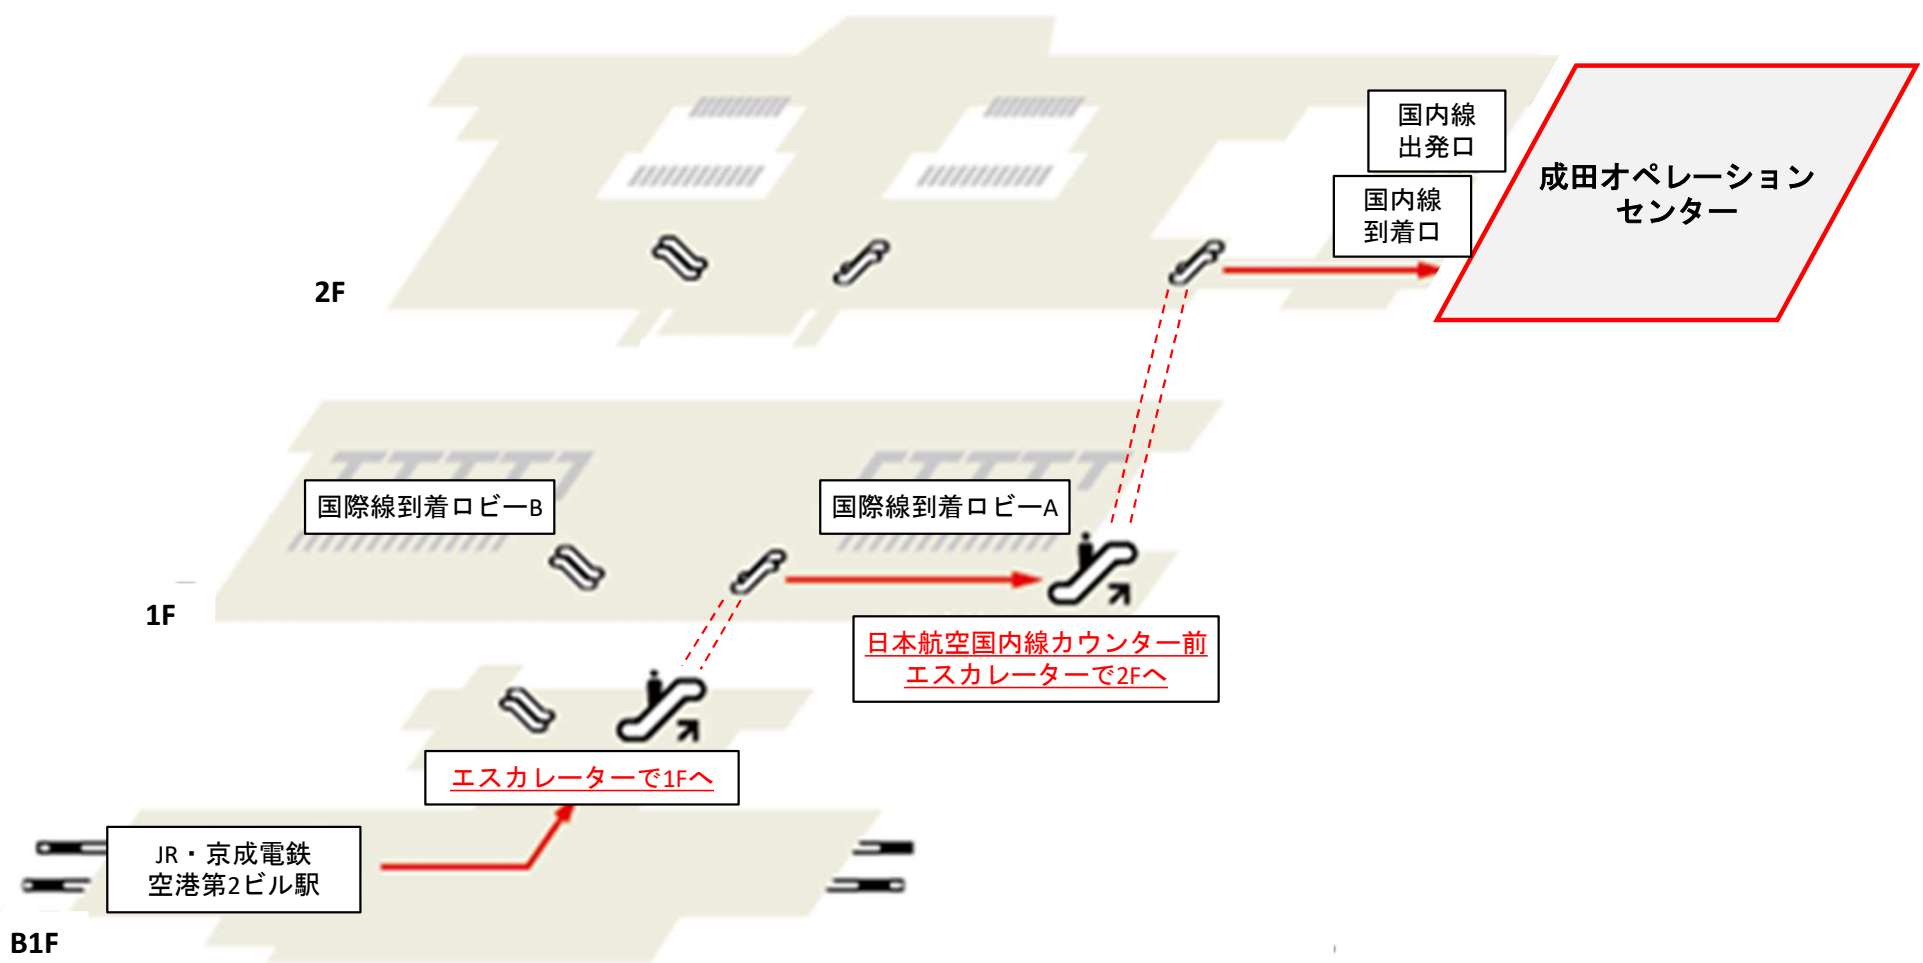 国内線
出発口
国内線
到着口
成田オペレーション
センター
2F
国際線到着ロビーB
国際線到着ロビーA
1F
日本航空国内線カウンター前
エスカレーターで2Fへ
エスカレーターで1Fへ
JR・京成電鉄
空港第2ビル駅
B1F